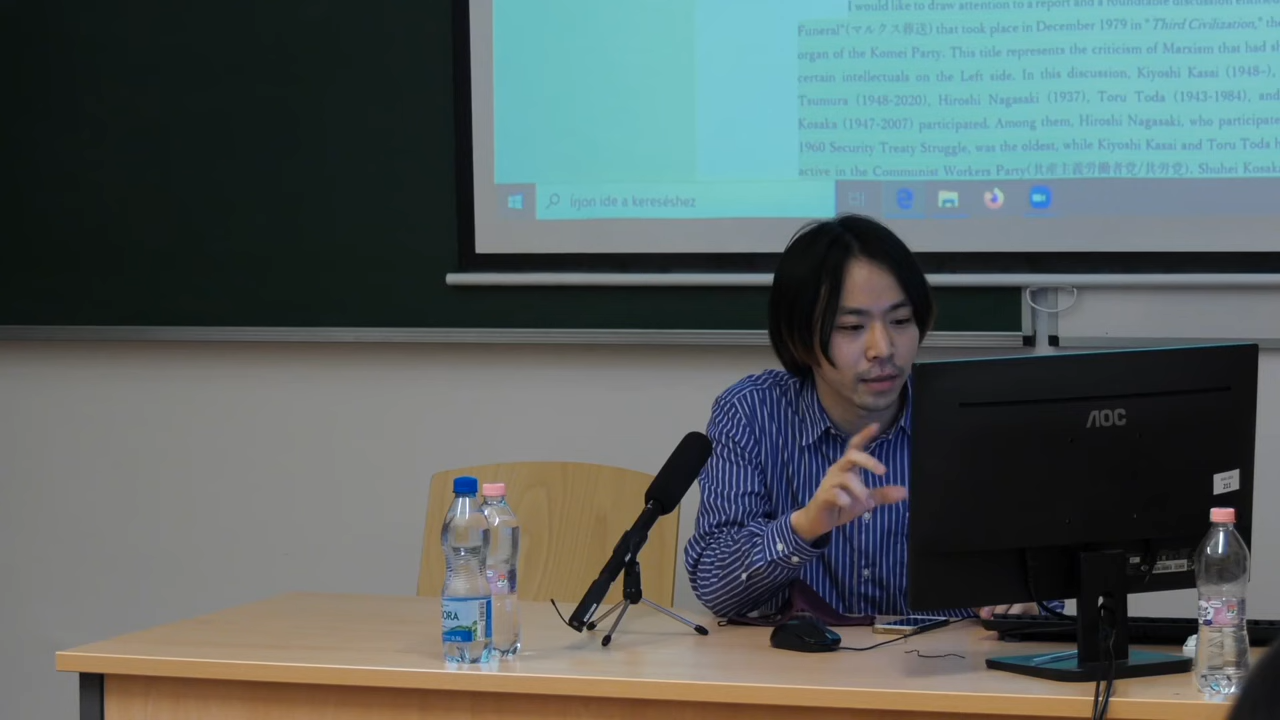 I would like to draw attention to a report and a roundtable discussion
Funeral"(マルクス葬送) that took place in December 1979 in "Third Civilization," the
organ of the Komei Party. This title represents the criticism of Marxism that had
certain intellectuals on the Left side. In this discussion, Kiyoshi Kasai (1948-),
Tsumura (1948-2020), Hiroshi Nagasaki (1937), Toru Toda (1943-1984), and
Kosaka (1947-2007) participated. Among them, Hiroshi Nagasaki, who
1960 Security Treaty Struggle, was the oldest, while Kiyoshi Kasai and Toru Toda
active in the Communist Workers Party(共産主義労働者党/共労党), Shuhei
Írjon ide a kereséshez
AOC
211